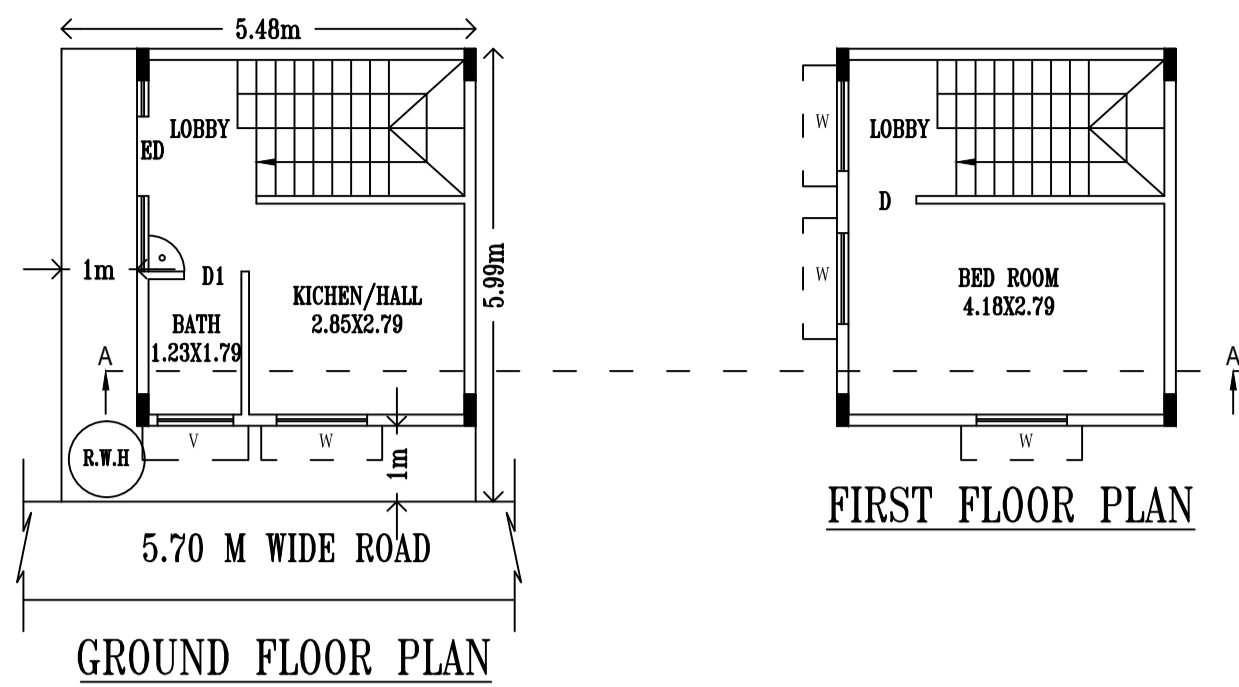 5.48m
LOBBY
ED
1m
D1
KICHEN/HALL
2.85X2.79
BATH
1.23X1.79
5.99m
A
R.W.H
V
W
1m
5.70 M WIDE ROAD
GROUND FLOOR PLAN
W
LOBBY
D
W
BED ROOM
4.18X2.79
A
W
FIRST FLOOR PLAN